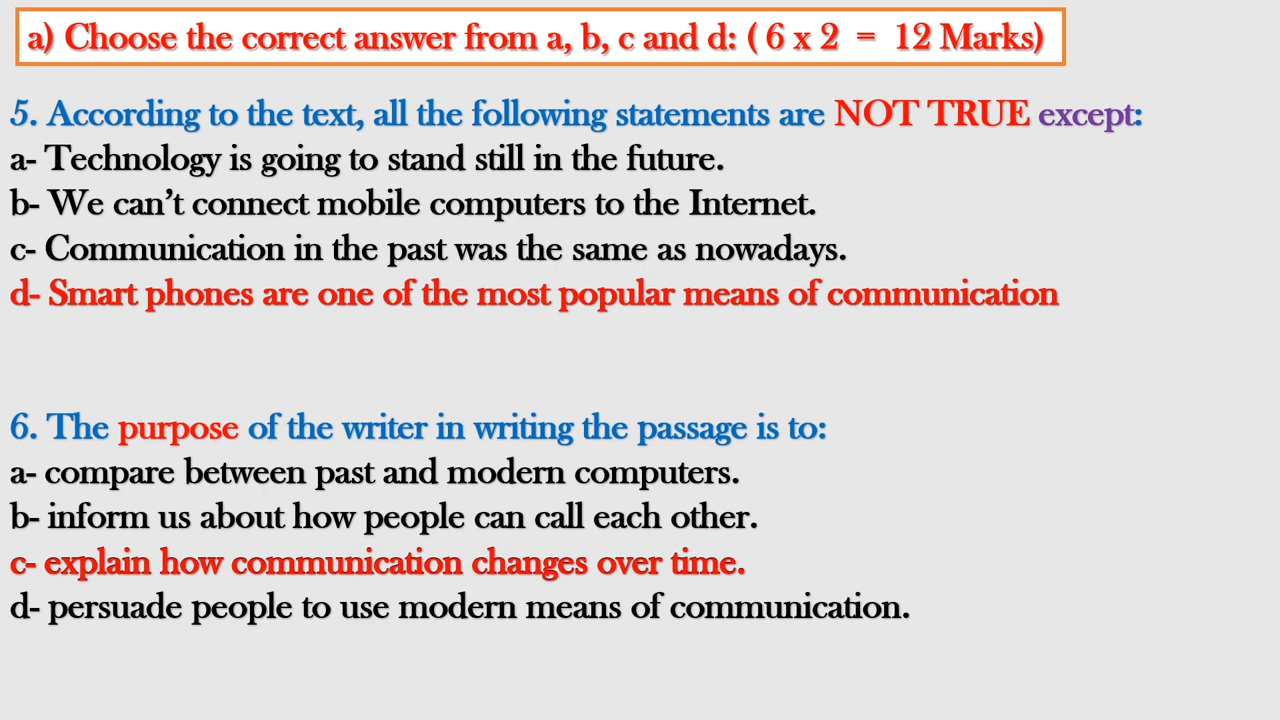 a) Choose the correct answer from a, b, c and d: ( 6 x 2 = 12 Marks)
5. According to the text, all the following statements are NOT TRUE except:
a- Technology is going to stand still in the future.
b- We can’t connect mobile computers to the Internet.
c- Communication in the past was the same as nowadays.
d- Smart phones are one of the most popular means of communication
6. The purpose of the writer in writing the passage is to:
a- compare between past and modern computers.
b- inform us about how people can call each other.
c- explain how communication changes over time.
d- persuade people to use modern means of communication.